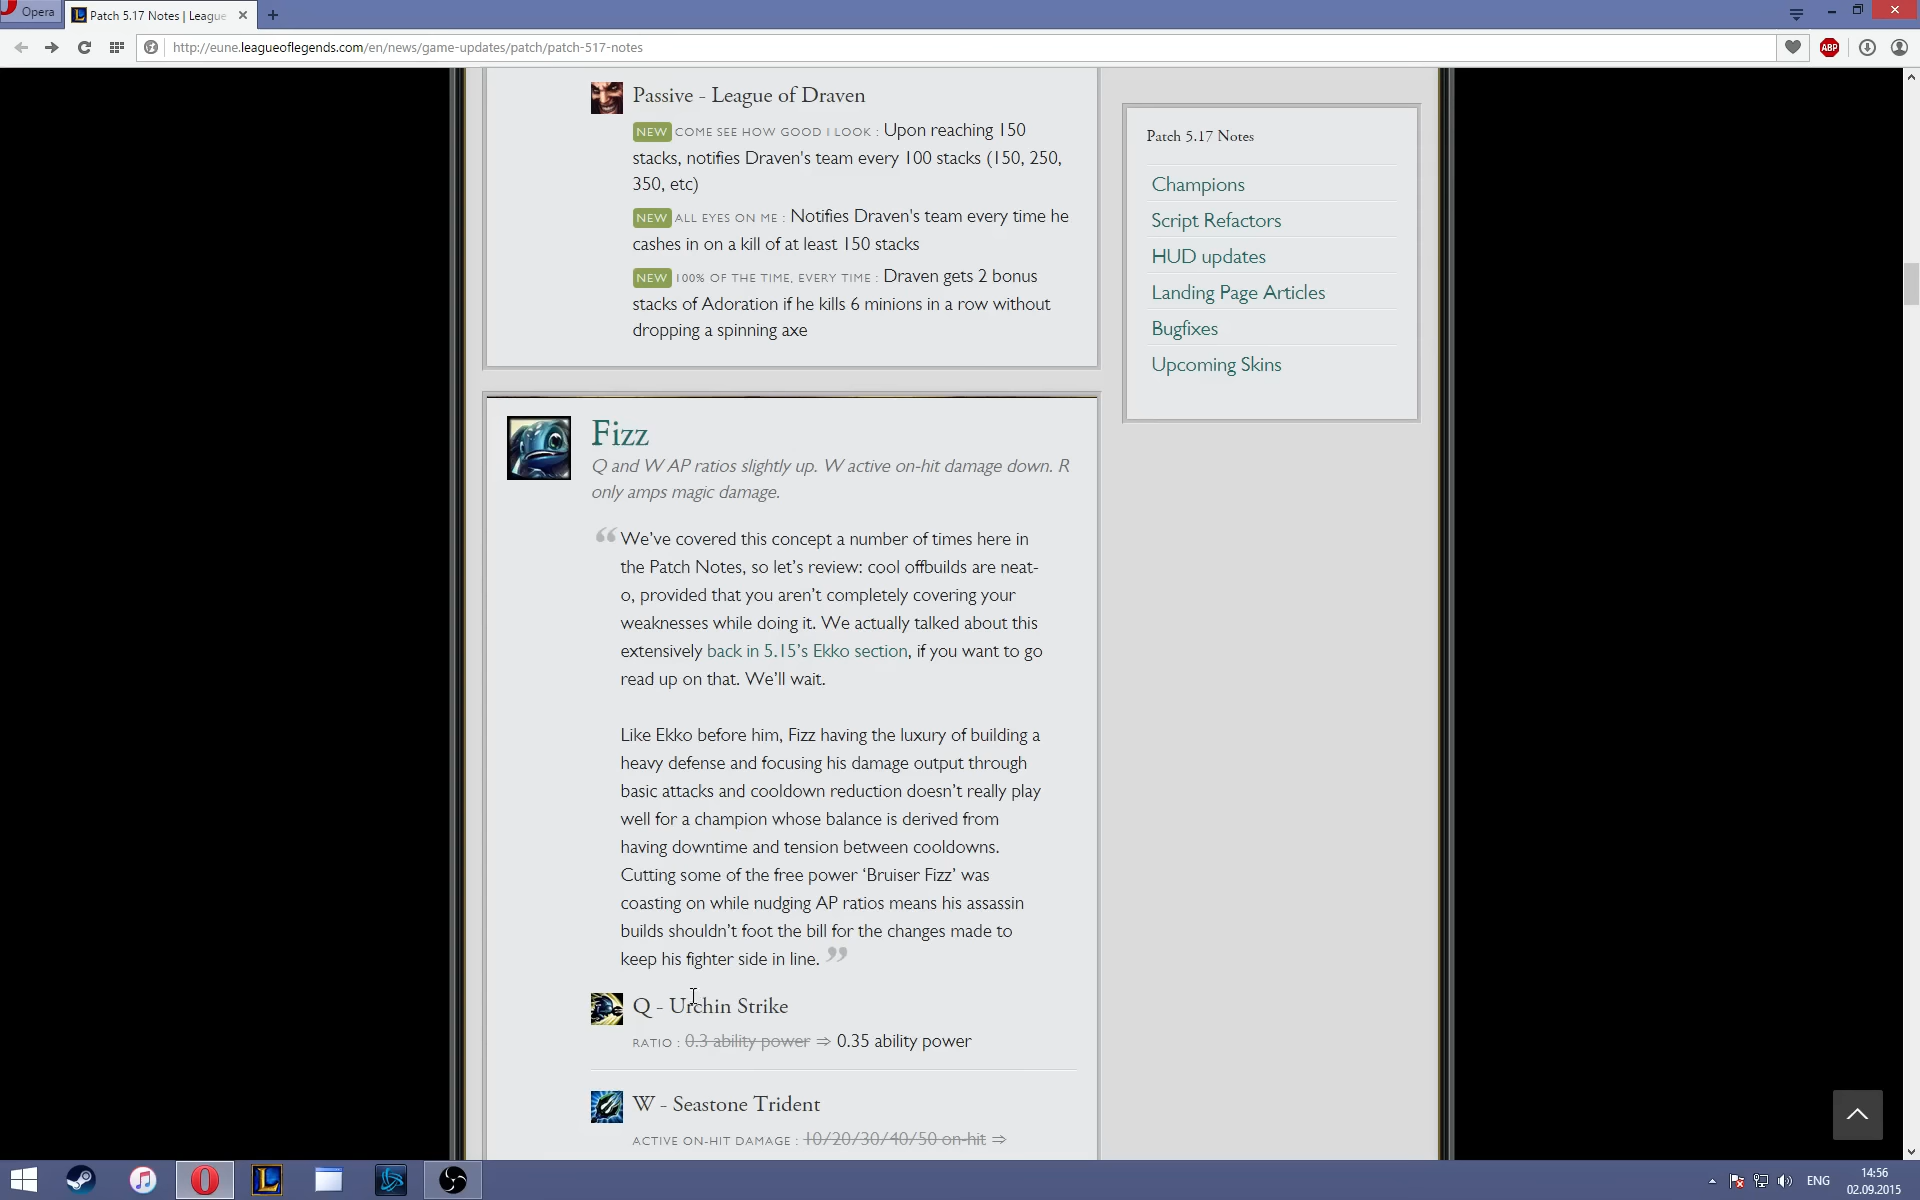 Opera
Patch 5.17 Notes | League
http://eune.leagueoflegends.com/en/news/game-updates/patch/patch-517-notes
ABP
Passive - League of Draven
NEW COME SEE HOW GOOD I LOOK : Upon reaching 150
stacks, notifies Draven's team every 100 stacks (150, 250,
350, etc)
NEW ALL EYES ON ME : Notifies Draven's team every time he
cashes in on a kill of at least 150 stacks
NEW 100% OF THE TIME, EVERY TIME : Draven gets 2 bonus
stacks of Adoration if he kills 6 minions in a row without
dropping a spinning axe
Patch 5.17 Notes
Champions
Script Refactors
HUD updates
Landing Page Articles
Bugfixes
Upcoming Skins
Fizz
Q and W AP ratios slightly up. W active on-hit damage down. R
only amps magic damage.
“ We’ve covered this concept a number of times here in
the Patch Notes, so let’s review: cool offbuilds are neat-
o, provided that you aren’t completely covering your
weaknesses while doing it. We actually talked about this
extensively back in 5.15’s Ekko section, if you want to go
read up on that. We’ll wait.
Like Ekko before him, Fizz having the luxury of building a
heavy defense and focusing his damage output through
basic attacks and cooldown reduction doesn’t really play
well for a champion whose balance is derived from
having downtime and tension between cooldowns.
Cutting some of the free power ‘Bruiser Fizz’ was
coasting on while nudging AP ratios means his assassin
builds shouldn’t foot the bill for the changes made to
keep his fighter side in line. ”
Q - Urchin Strike
RATIO : 0.3 ability power ⇒ 0.35 ability power
W - Seastone Trident
ACTIVE ON-HIT DAMAGE : 10/20/30/40/50 on-hit ⇒
ENG
14:56
02.09.2015